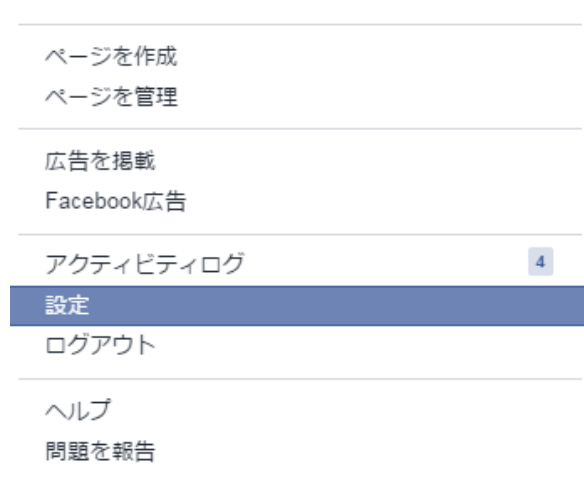 ページを作成
ページを管理
広告を掲載
Facebook広告
アクティビティログ 4
設定
ログアウト
ヘルプ
問題を報告